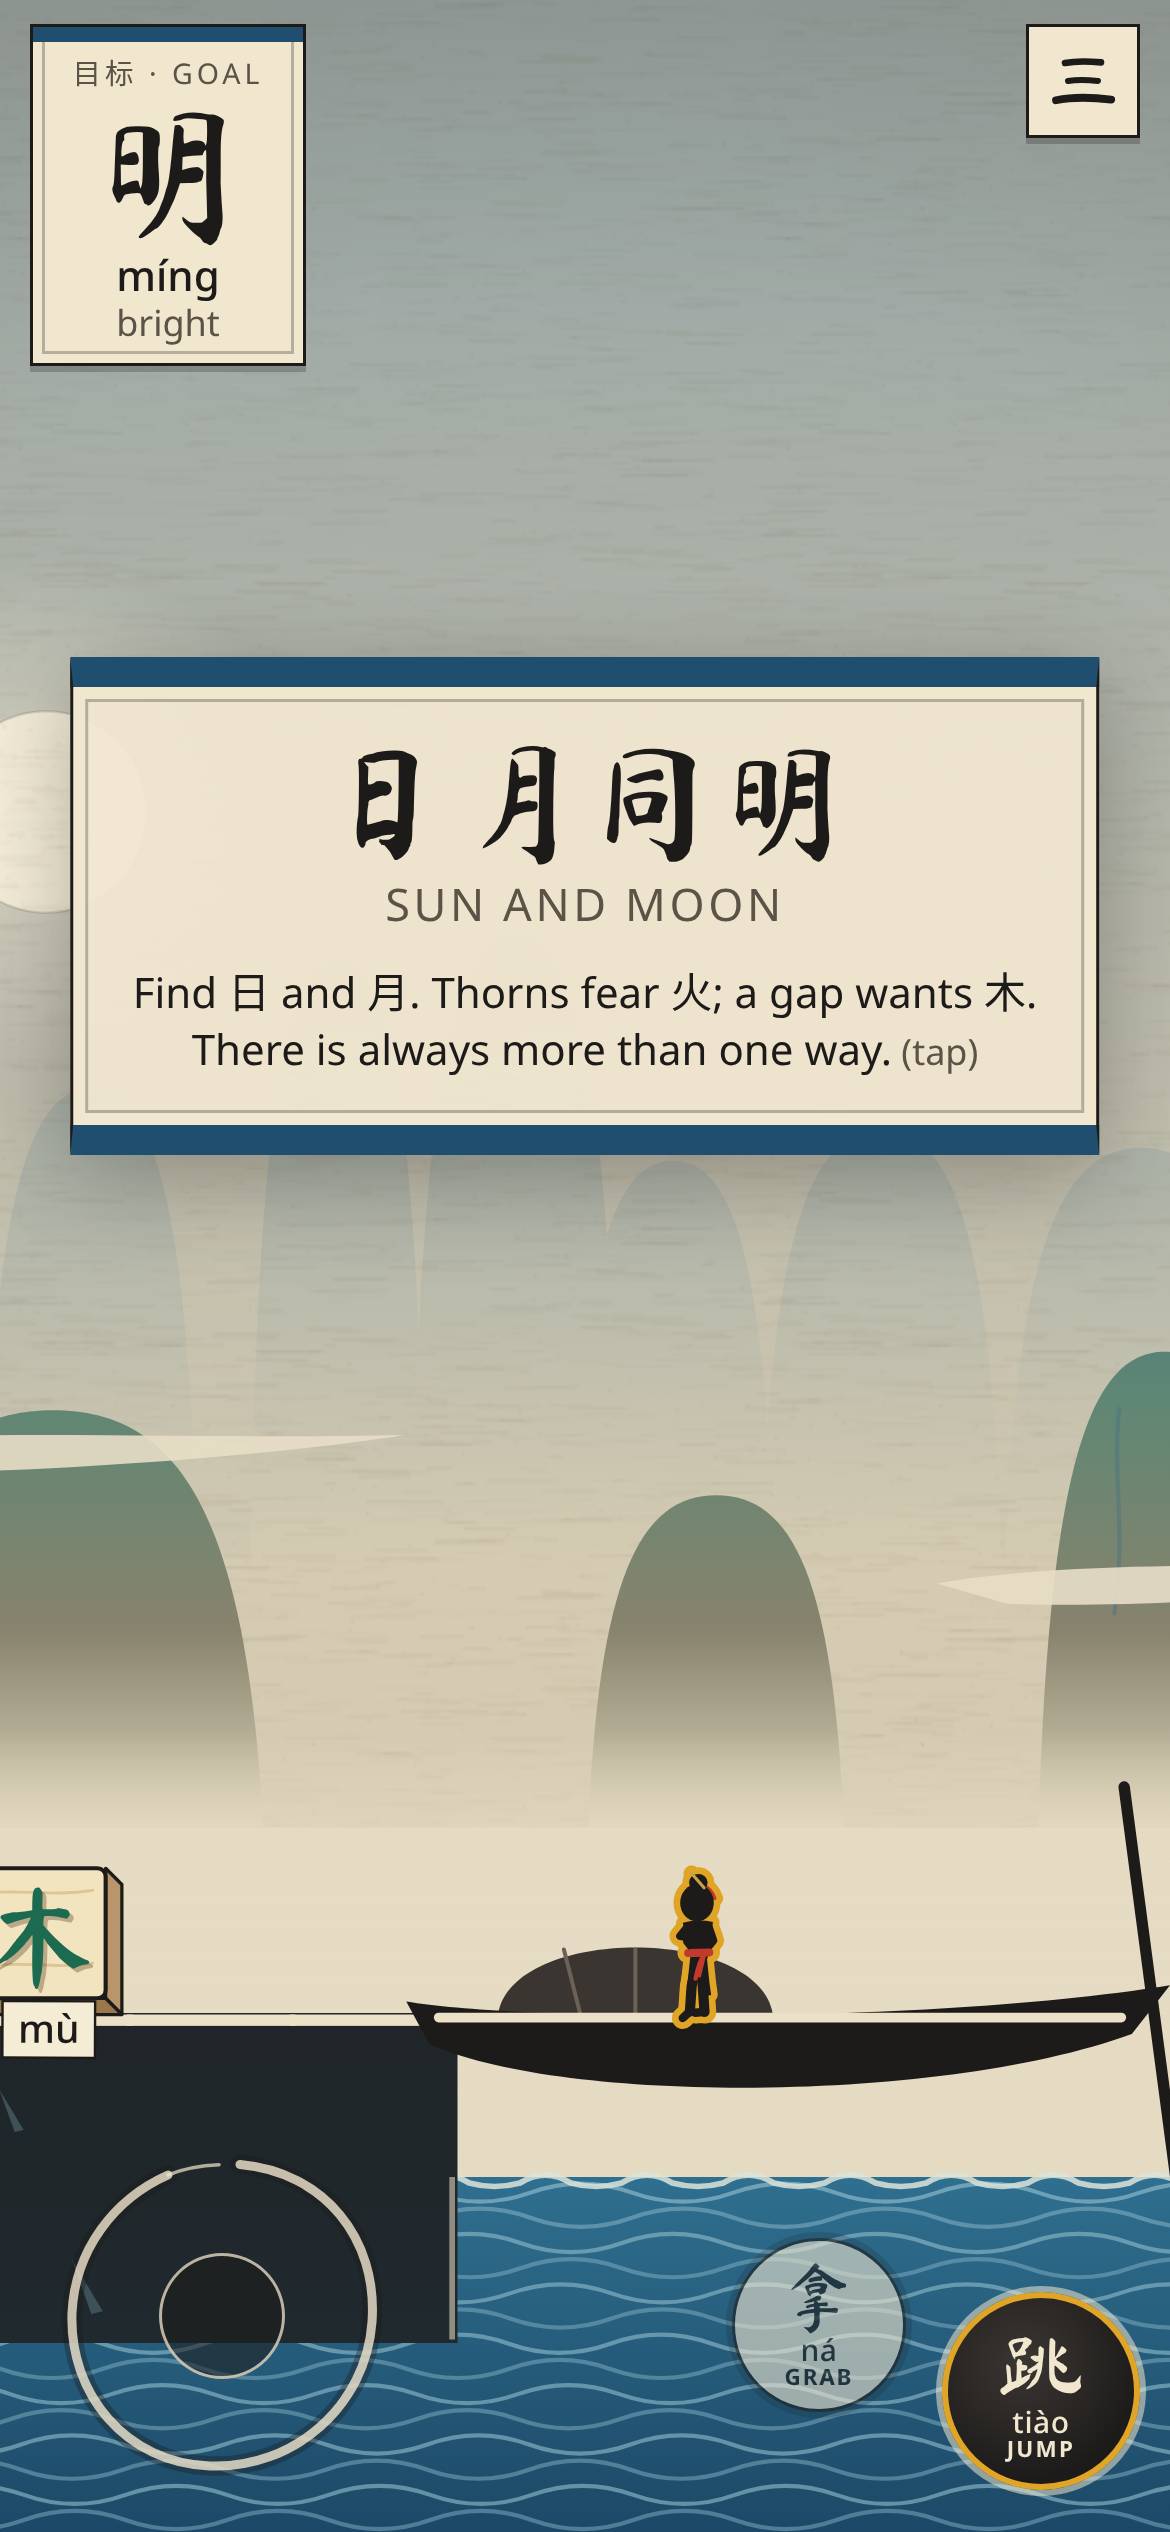 目标 · GOAL
明
míng
bright
三
日月同明
SUN AND MOON
Find 日 and 月. Thorns fear 火; a gap wants 木.
There is always more than one way. (tap)
木
mù
拿
ná
GRAB
跳
tiào
JUMP